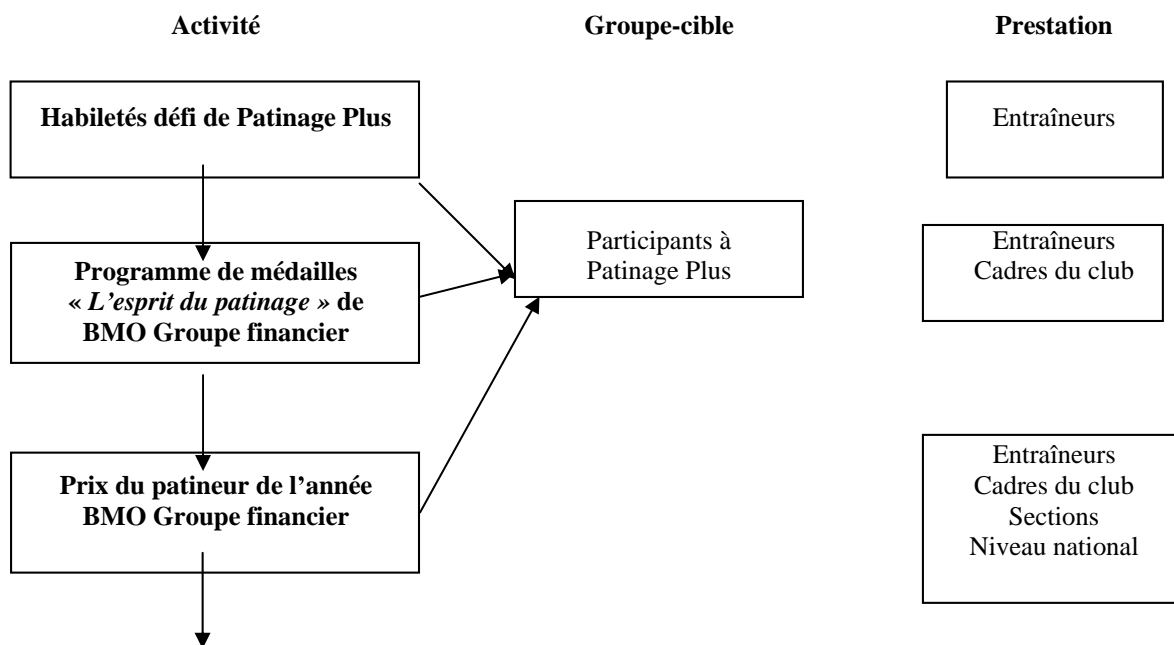 Activité
Groupe-cible
Prestation
Habiletés défi de Patinage Plus
Entraîneurs
Participants à
Patinage Plus
Programme de médailles
« L’esprit du patinage » de
BMO Groupe financier
Entraîneurs
Cadres du club
Prix du patineur de l’année
BMO Groupe financier
Entraîneurs
Cadres du club
Sections
Niveau national